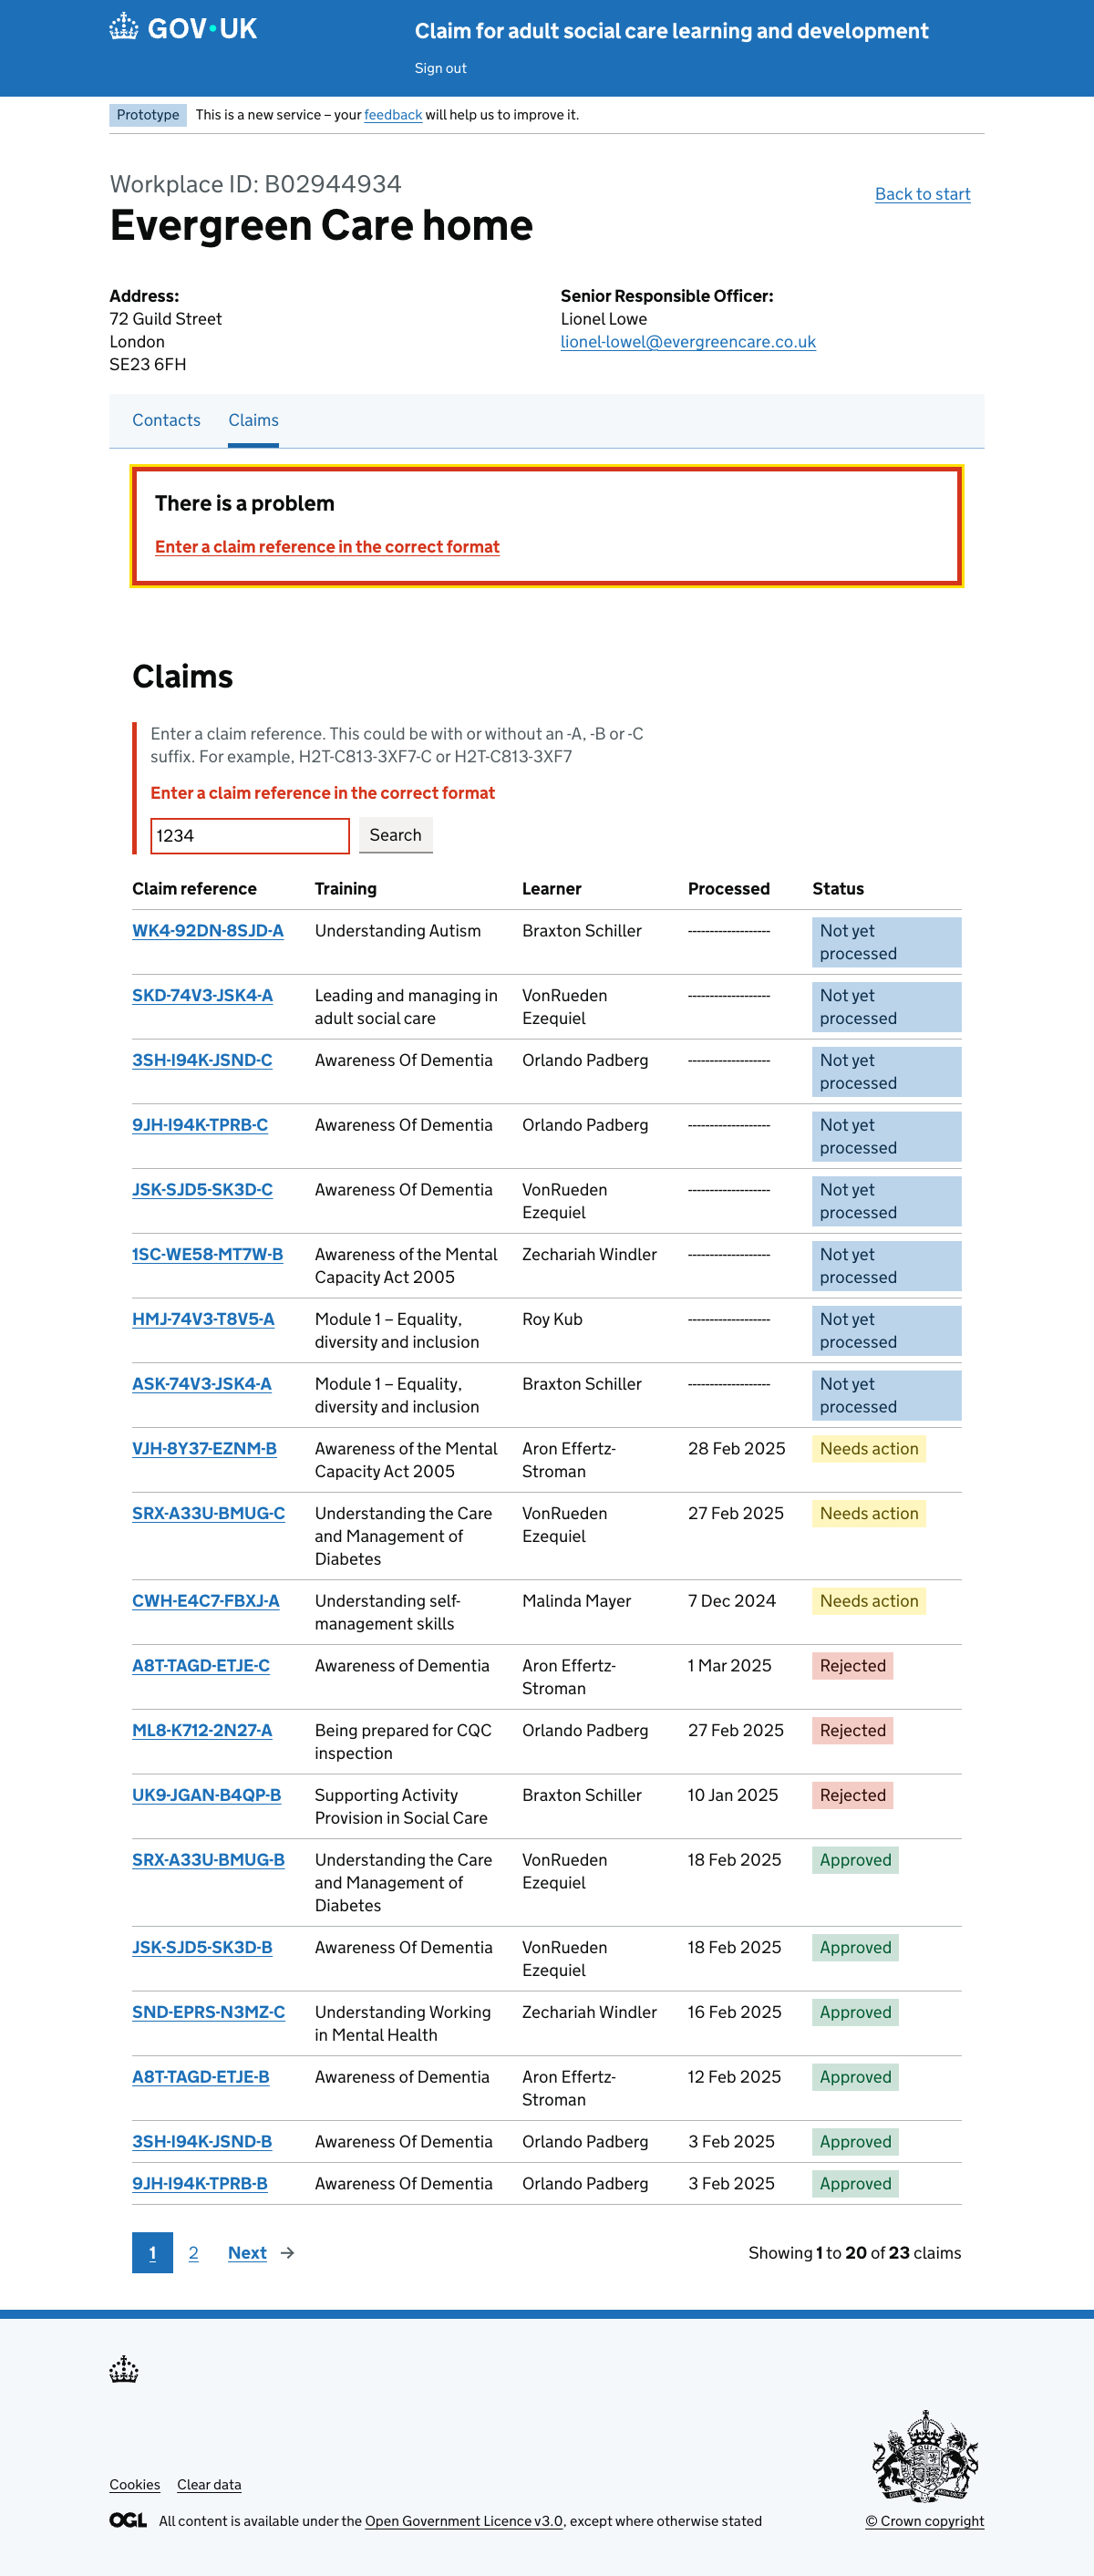 GOV·UK
Claim for adult social care learning and development
Sign out
Prototype This is a new service – your feedback will help us to improve it.
Workplace ID: B02944934
Back to start
Evergreen Care home
Address:
72 Guild Street
London
SE23 6FH
Senior Responsible Officer:
Lionel Lowe
lionel-lowel@evergreencare.co.uk
Contacts Claims
There is a problem
Enter a claim reference in the correct format
Claims
Enter a claim reference. This could be with or without an -A, -B or -C
suffix. For example, H2T-C813-3XF7-C or H2T-C813-3XF7
Enter a claim reference in the correct format
1234 Search
Claim reference Training Learner Processed Status
WK4-92DN-8SJD-A Understanding Autism Braxton Schiller ------------------- Not yet
processed
SKD-74V3-JSK4-A Leading and managing in VonRueden ------------------- Not yet
adult social care Ezequiel processed
3SH-I94K-JSND-C Awareness Of Dementia Orlando Padberg ------------------- Not yet
processed
9JH-I94K-TPRB-C Awareness Of Dementia Orlando Padberg ------------------- Not yet
processed
JSK-SJD5-SK3D-C Awareness Of Dementia VonRueden ------------------- Not yet
Ezequiel processed
1SC-WE58-MT7W-B Awareness of the Mental Zechariah Windler ------------------- Not yet
Capacity Act 2005 processed
HMJ-74V3-T8V5-A Module 1 – Equality, Roy Kub ------------------- Not yet
diversity and inclusion processed
ASK-74V3-JSK4-A Module 1 – Equality, Braxton Schiller ------------------- Not yet
diversity and inclusion processed
VJH-8Y37-EZNM-B Awareness of the Mental Aron Effertz- 28 Feb 2025 Needs action
Capacity Act 2005 Stroman
SRX-A33U-BMUG-C Understanding the Care VonRueden 27 Feb 2025 Needs action
and Management of Ezequiel
Diabetes
CWH-E4C7-FBXJ-A Understanding self- Malinda Mayer 7 Dec 2024 Needs action
management skills
A8T-TAGD-ETJE-C Awareness of Dementia Aron Effertz- 1 Mar 2025 Rejected
Stroman
ML8-K712-2N27-A Being prepared for CQC Orlando Padberg 27 Feb 2025 Rejected
inspection
UK9-JGAN-B4QP-B Supporting Activity Braxton Schiller 10 Jan 2025 Rejected
Provision in Social Care
SRX-A33U-BMUG-B Understanding the Care VonRueden 18 Feb 2025 Approved
and Management of Ezequiel
Diabetes
JSK-SJD5-SK3D-B Awareness Of Dementia VonRueden 18 Feb 2025 Approved
Ezequiel
SND-EPRS-N3MZ-C Understanding Working Zechariah Windler 16 Feb 2025 Approved
in Mental Health
A8T-TAGD-ETJE-B Awareness of Dementia Aron Effertz- 12 Feb 2025 Approved
Stroman
3SH-I94K-JSND-B Awareness Of Dementia Orlando Padberg 3 Feb 2025 Approved
9JH-I94K-TPRB-B Awareness Of Dementia Orlando Padberg 3 Feb 2025 Approved
1 2 Next → Showing 1 to 20 of 23 claims
Cookies Clear data
OGL All content is available under the Open Government Licence v3.0, except where otherwise stated
© Crown copyright